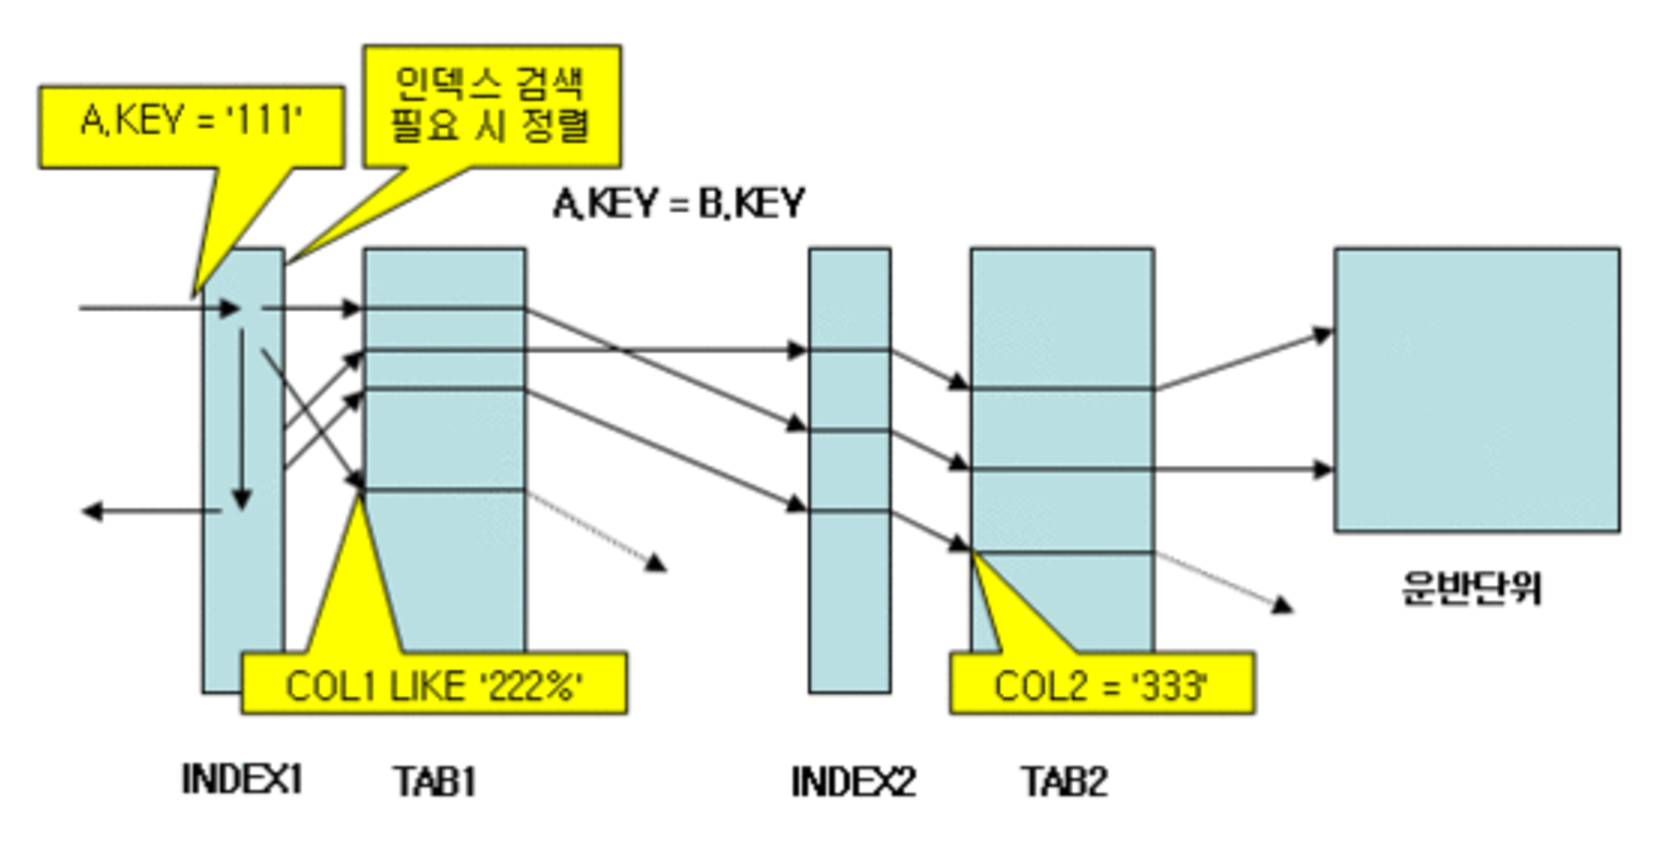 A.KEY = '111'
인덱스 검색
필요 시 정렬
A.KEY = B.KEY
COL1 LIKE '222%'
COL2 = '333'
운반단위
INDEX1
TAB1
INDEX2
TAB2